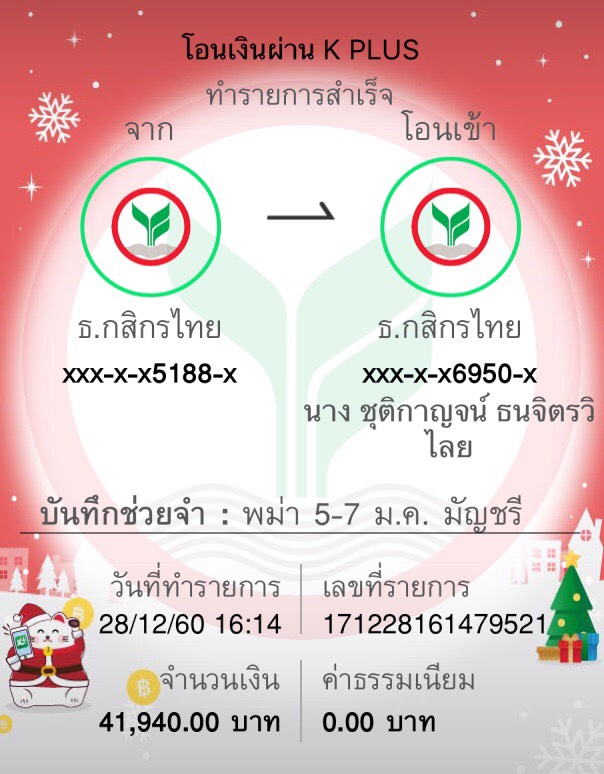 โอนเงินผ่าน K PLUS
ทำรายการสำเร็จ
จาก
โอนเข้า
ธ.กสิกรไทย
ธ.กสิกรไทย
xxx-x-x5188-x
xxx-x-x6950-x
นาง ชุติกาญจน์ ธนจิตรวิ
ไลย
บันทึกช่วยจำ : พม่า 5-7 ม.ค. มัญชรี
วันที่ทำรายการ
เลขที่รายการ
28/12/60 16:14
171228161479521
จำนวนเงิน
ค่าธรรมเนียม
41,940.00 บาท
0.00 บาท